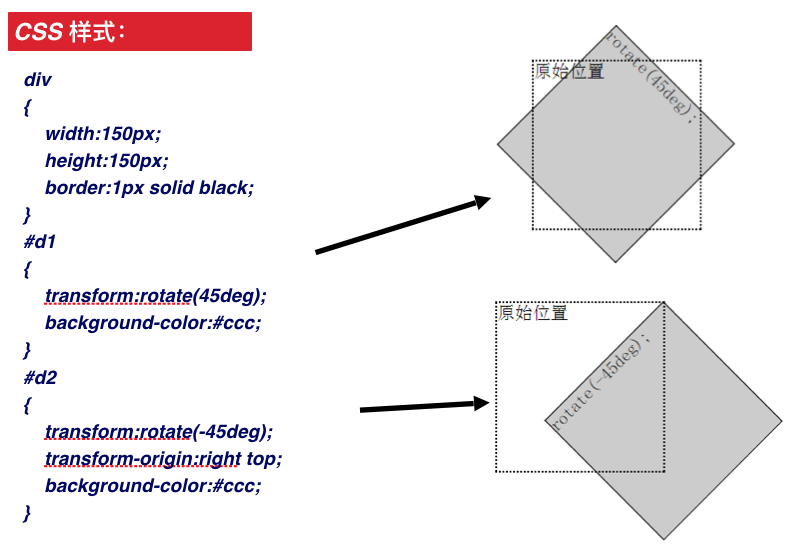 CSS 样式：
div
{
width:150px;
height:150px;
border:1px solid black;
}
#d1
{
transform:rotate(45deg);
background-color:#ccc;
}
#d2
{
transform:rotate(-45deg);
transform-origin:right top;
background-color:#ccc;
}
原始位置
rotate(45deg);
原始位置
rotate(-45deg);